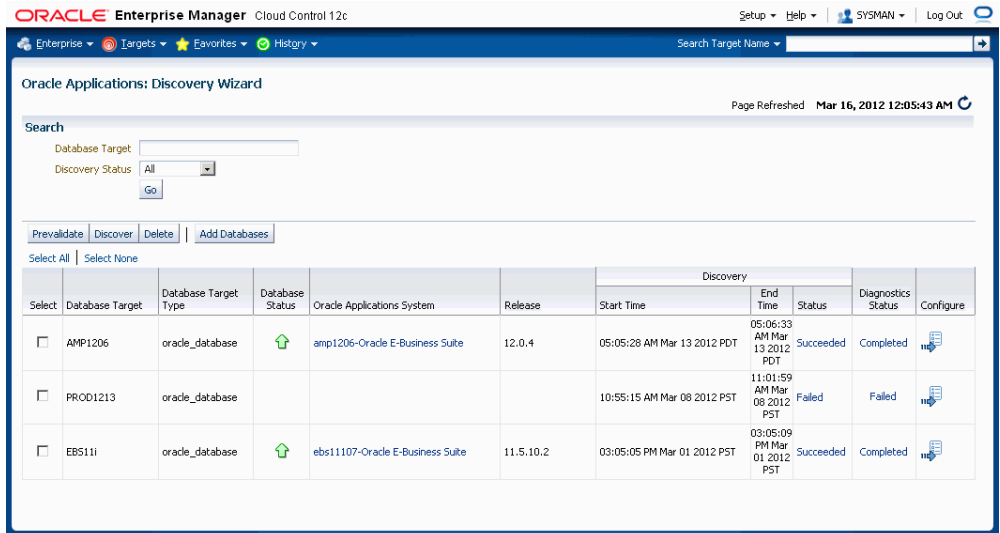 ORACLE Enterprise Manager Cloud Control 12c
Setup Help SYSMAN Log Out
Enterprise Targets Favorites History Search Target Name
Oracle Applications: Discovery Wizard
Page Refreshed Mar 16, 2012 12:05:43 AM
Search
Database Target
Discovery Status All
Go
Prevalidate Discover Delete | Add Databases
Select All | Select None
Discovery
Select Database Target Database Target Type Database Status Oracle Applications System Release Start Time End Time Status Diagnostics Status Configure
AMP1206 oracle_database amp1206-Oracle E-Business Suite 12.0.4 05:05:28 AM Mar 13 2012 PDT 05:06:33 AM Mar 13 2012 PDT Succeeded Completed
PROD1213 oracle_database 10:55:15 AM Mar 08 2012 PST 11:01:59 AM Mar 08 2012 PST Failed Failed
EBS11i oracle_database ebs11107-Oracle E-Business Suite 11.5.10.2 03:05:05 PM Mar 01 2012 PST 03:05:09 PM Mar 01 2012 PST Succeeded Completed